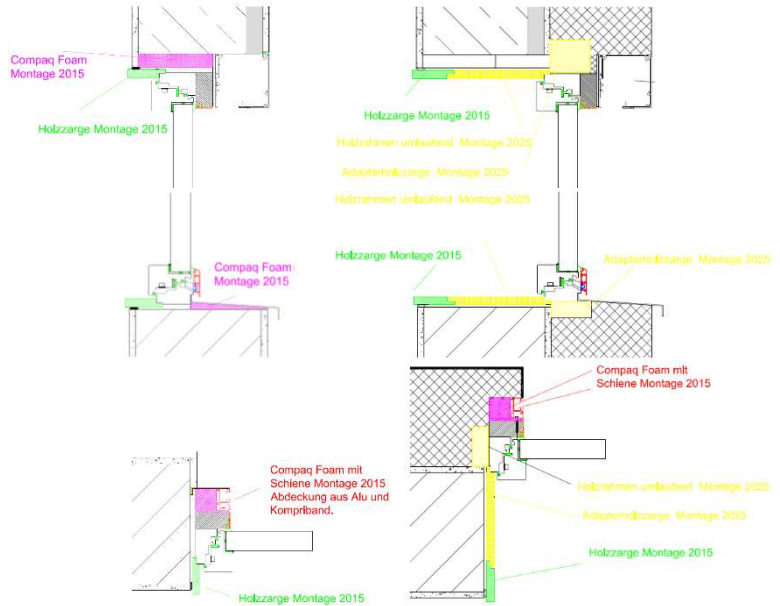 Compaq Foam
Montage 2015
Holzzarge Montage 2015
Holzzarge Montage 2015
Holzrahmen umlaufend Montage 2025
Adapterholzzarge Montage 2025
Holzrahmen umlaufend Montage 2025
Compaq Foam
Montage 2015
Holzzarge Montage 2015
Adapterholzzarge Montage 2025
Compaq Foam mit
Schiene Montage 2015
Compaq Foam mit
Schiene Montage 2015
Abdeckung aus Alu und
Kompriband.
Holzrahmen umlaufend Montage 2025
Adapterholzzarge Montage 2025
Holzzarge Montage 2015
Holzzarge Montage 2015